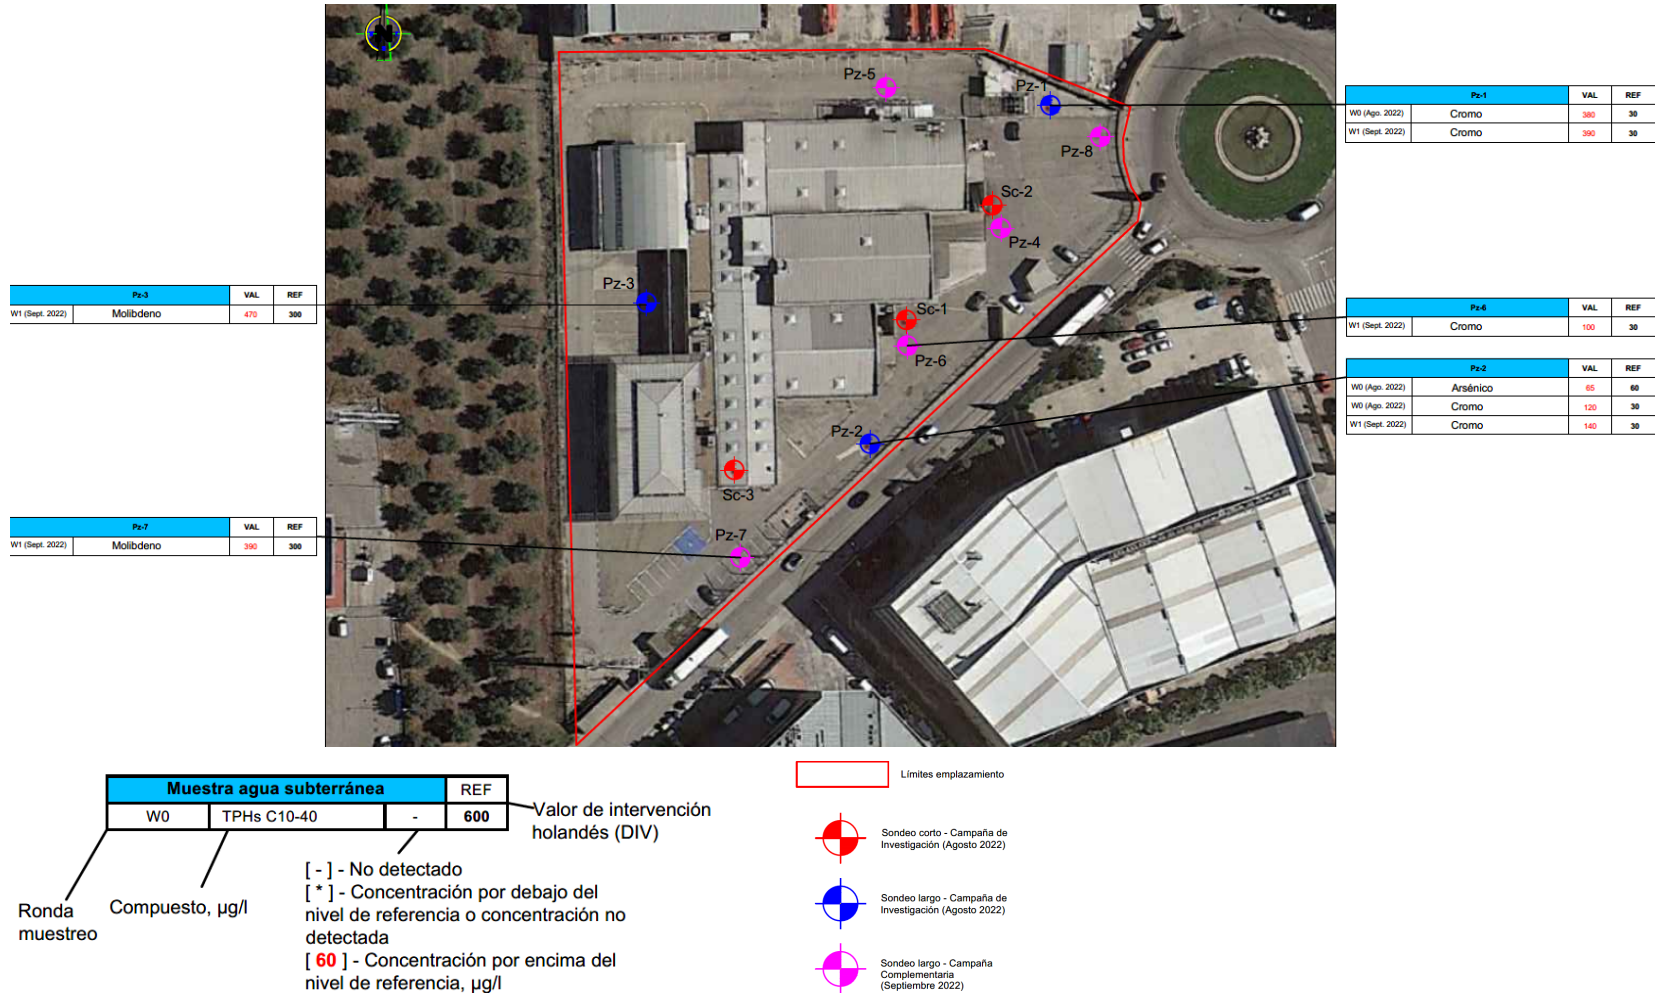 N
Pz-5
Pz-1
Pz-8
Sc-2
Pz-4
Pz-3
Sc-1
Pz-6
Pz-2
Sc-3
Pz-7
Pz-1 VAL REF
W0 (Ago. 2022) Cromo 380 30
W1 (Sept. 2022) Cromo 390 30
Pz-3 VAL REF
W1 (Sept. 2022) Molibdeno 470 300
Pz-6 VAL REF
W1 (Sept. 2022) Cromo 100 30
Pz-2 VAL REF
W0 (Ago. 2022) Arsénico 65 60
W0 (Ago. 2022) Cromo 120 30
W1 (Sept. 2022) Cromo 140 30
Pz-7 VAL REF
W1 (Sept. 2022) Molibdeno 390 300
Muestra agua subterránea REF
W0 TPHs C10-40 - 600
Valor de intervención
holandés (DIV)
Ronda
muestreo
Compuesto, µg/l
[ - ] - No detectado
[ * ] - Concentración por debajo del
nivel de referencia o concentración no
detectada
[ 60 ] - Concentración por encima del
nivel de referencia, µg/l
Límites emplazamiento
Sondeo corto - Campaña de
Investigación (Agosto 2022)
Sondeo largo - Campaña de
Investigación (Agosto 2022)
Sondeo largo - Campaña
Complementaria
(Septiembre 2022)